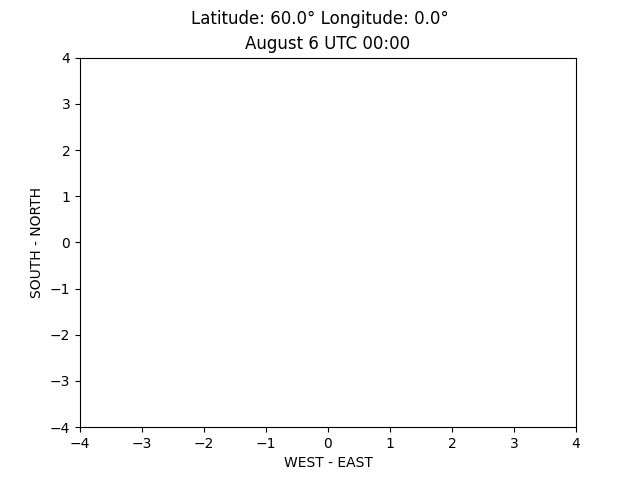 Latitude: 60.0° Longitude: 0.0°
August 6 UTC 00:00
4
3
2
1
0
−1
−2
−3
−4
SOUTH - NORTH
−4 −3 −2 −1 0 1 2 3 4
WEST - EAST